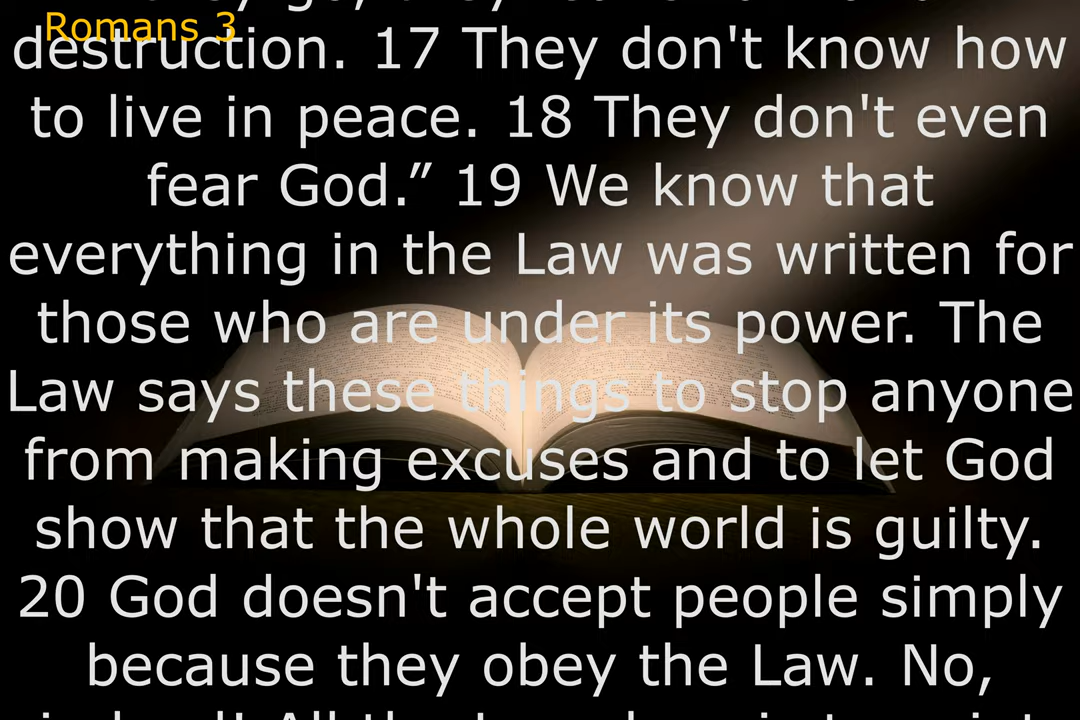 Romans 3
destruction. 17 They don't know how
to live in peace. 18 They don't even
fear God.” 19 We know that
everything in the Law was written for
those who are under its power. The
Law says these things to stop anyone
from making excuses and to let God
show that the whole world is guilty.
20 God doesn't accept people simply
because they obey the Law. No,